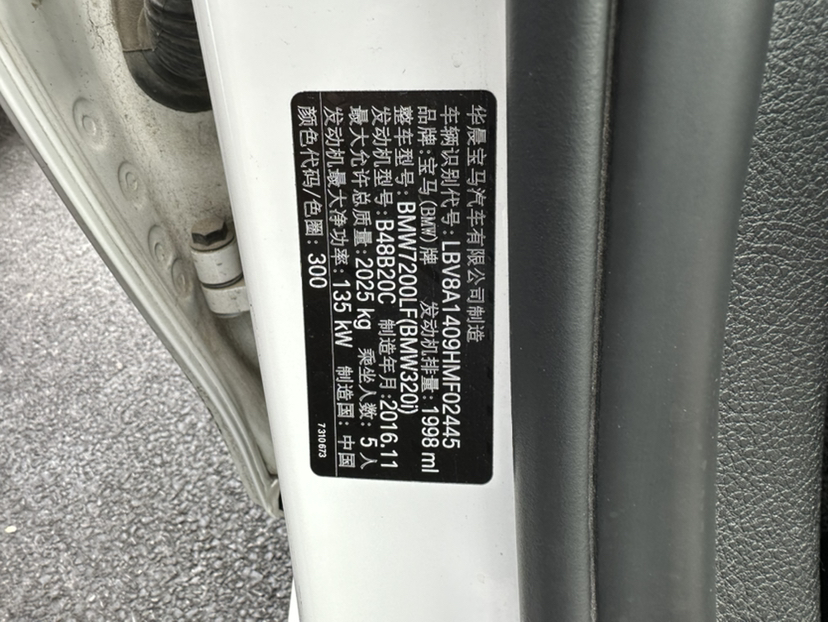 华晨宝马汽车有限公司制造
车辆识别代号:LBV8A1409HMF02445
品牌:宝马(BMW)牌 发动机排量:1998 ml
整车型号:BMW7200LF(BMW320i)
发动机型号:B48B20C 制造年月:2016.11
最大允许总质量:2025 kg 乘坐人数: 5 人
发动机最大净功率:135 kW 制造国: 中国
颜色代码/色圈: 300
7 310 673